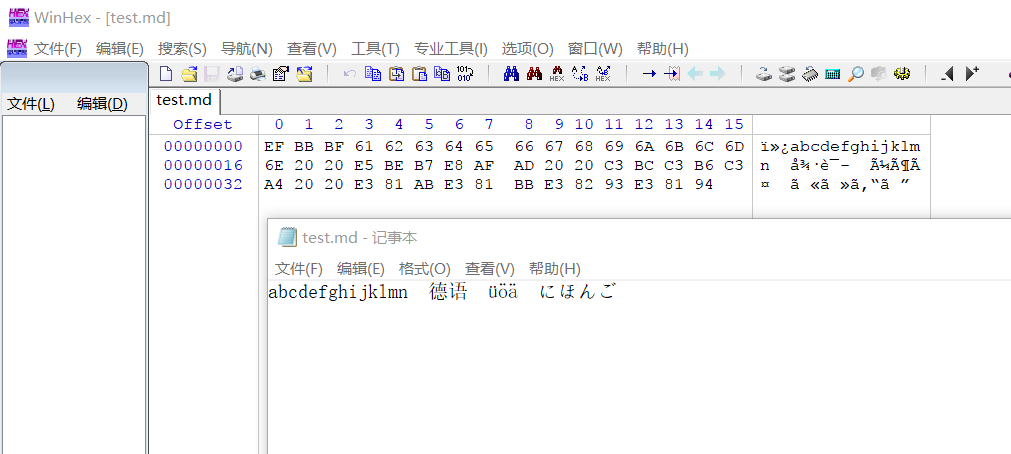 WinHex - [test.md]
文件(F) 编辑(E) 搜索(S) 导航(N) 查看(V) 工具(T) 专业工具(I) 选项(O) 窗口(W) 帮助(H)
文件(L) 编辑(D)
test.md
Offset 0 1 2 3 4 5 6 7 8 9 10 11 12 13 14 15
00000000 EF BB BF 61 62 63 64 65 66 67 68 69 6A 6B 6C 6D ï»¿abcdefghijklm
00000016 6E 20 20 E5 BE B7 E8 AF AD 20 20 C3 BC C3 B6 C3 n  å¾·è¯-  Ã¼Ã¶Ã
00000032 A4 20 20 E3 81 AB E3 81 BB E3 82 93 E3 81 94 ¤  ã «ã »ã‚“ã ”
test.md - 记事本
文件(F) 编辑(E) 格式(O) 查看(V) 帮助(H)
abcdefghijklmn  德语  üöä  にほんご